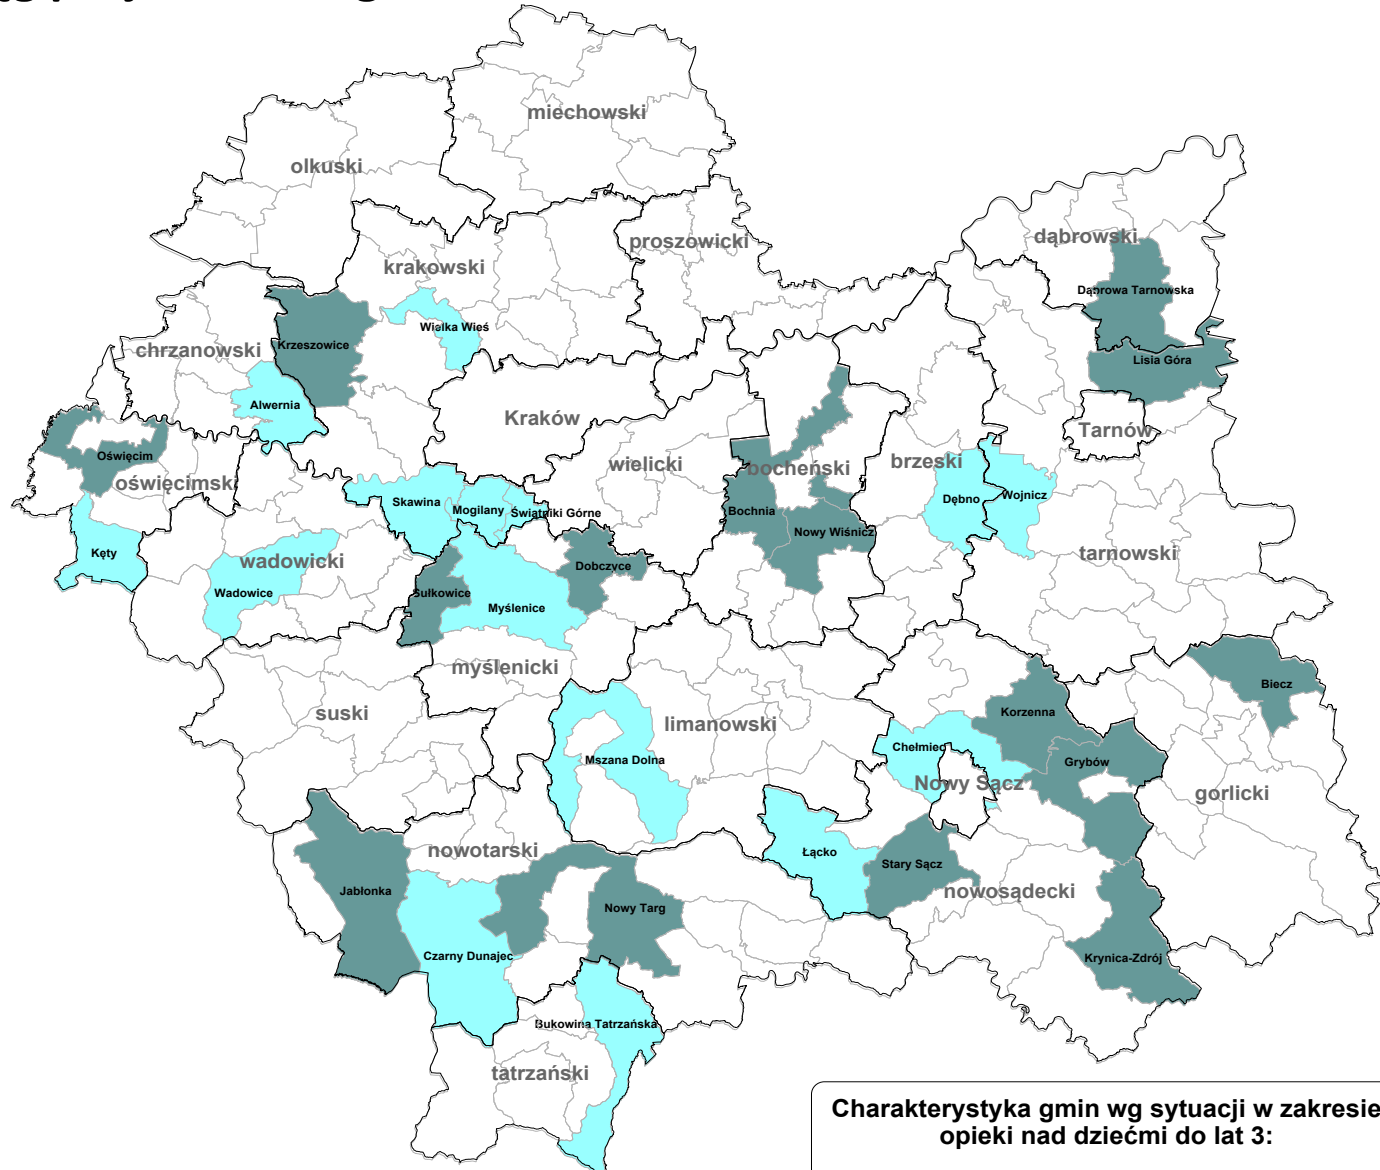 miechowski
olkuski
proszowicki
dąbrowski
krakowski
Dąbrowa Tarnowska
Wielka Wieś
Krzeszowice
chrzanowski
Lisia Góra
Alwernia
Kraków
Tarnów
Oświęcim
wielicki
bocheński
brzeski
oświęcimski
Skawina
Mogilany
Świątniki Górne
Bochnia
Dębno
Wojnicz
Nowy Wiśnicz
Kęty
wadowicki
Dobczyce
tarnowski
Wadowice
Sułkowice
Myślenice
myślenicki
Biecz
suski
limanowski
Korzenna
Chełmiec
Mszana Dolna
Grybów
Nowy Sącz
gorlicki
nowotarski
Łącko
Stary Sącz
Jabłonka
nowosądecki
Nowy Targ
Czarny Dunajec
Krynica-Zdrój
Bukowina Tatrzańska
tatrzański
Charakterystyka gmin wg sytuacji w zakresie
opieki nad dziećmi do lat 3: